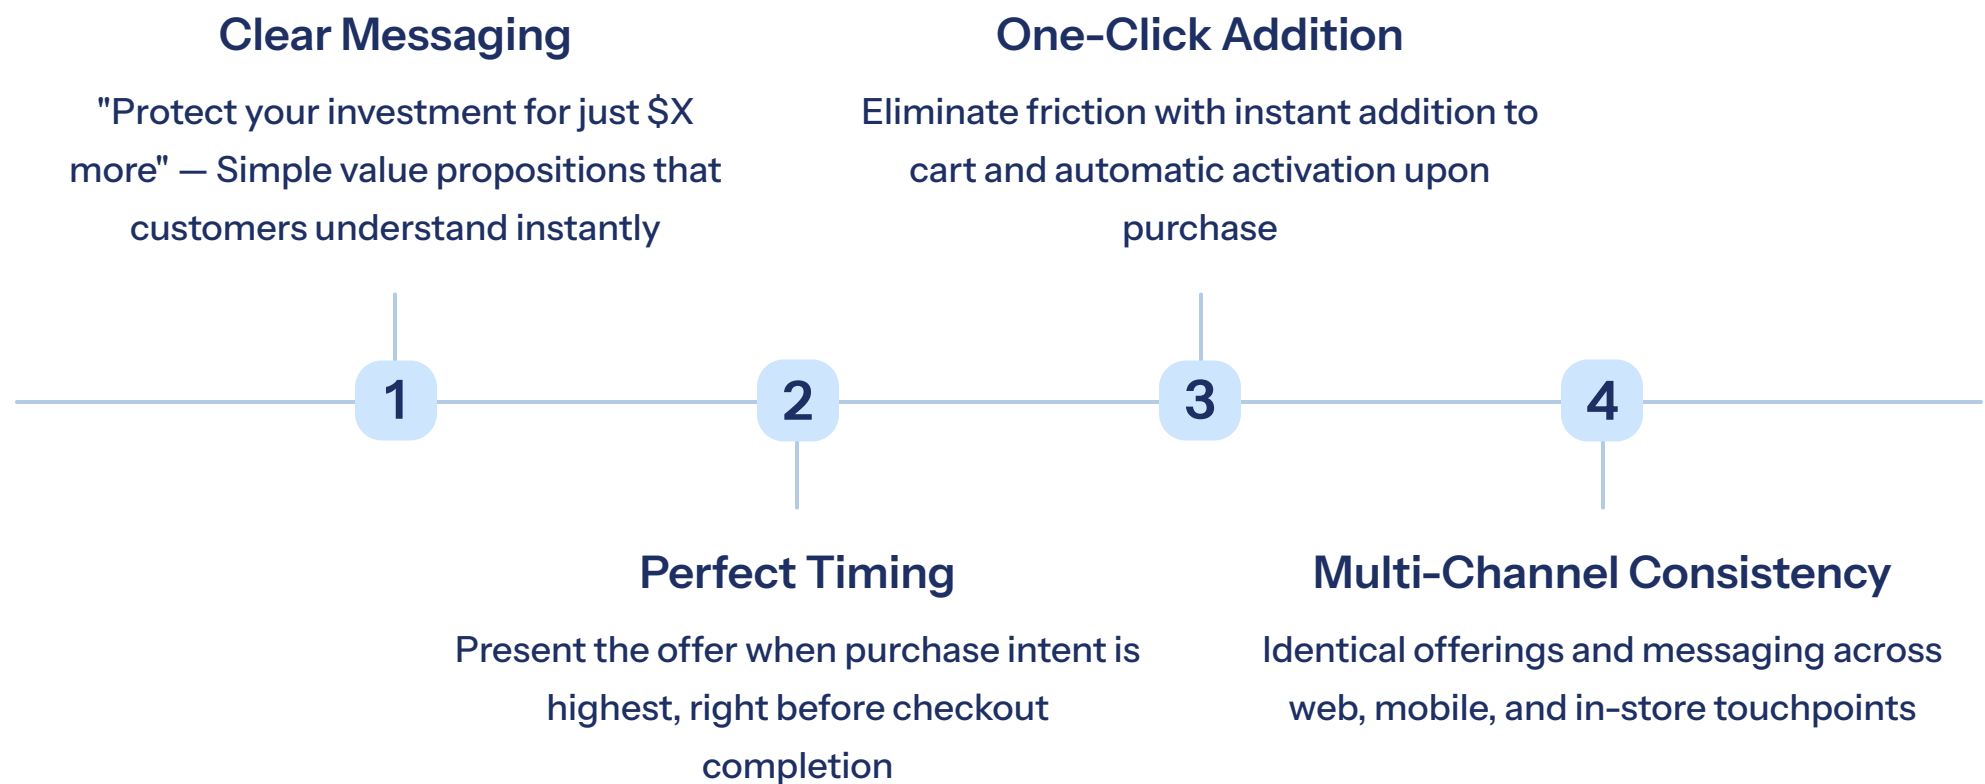 Clear Messaging
"Protect your investment for just $X
more" — Simple value propositions that
customers understand instantly
1
2
Perfect Timing
Present the offer when purchase intent is
highest, right before checkout
completion
One-Click Addition
Eliminate friction with instant addition to
cart and automatic activation upon
purchase
3
4
Multi-Channel Consistency
Identical offerings and messaging across
web, mobile, and in-store touchpoints